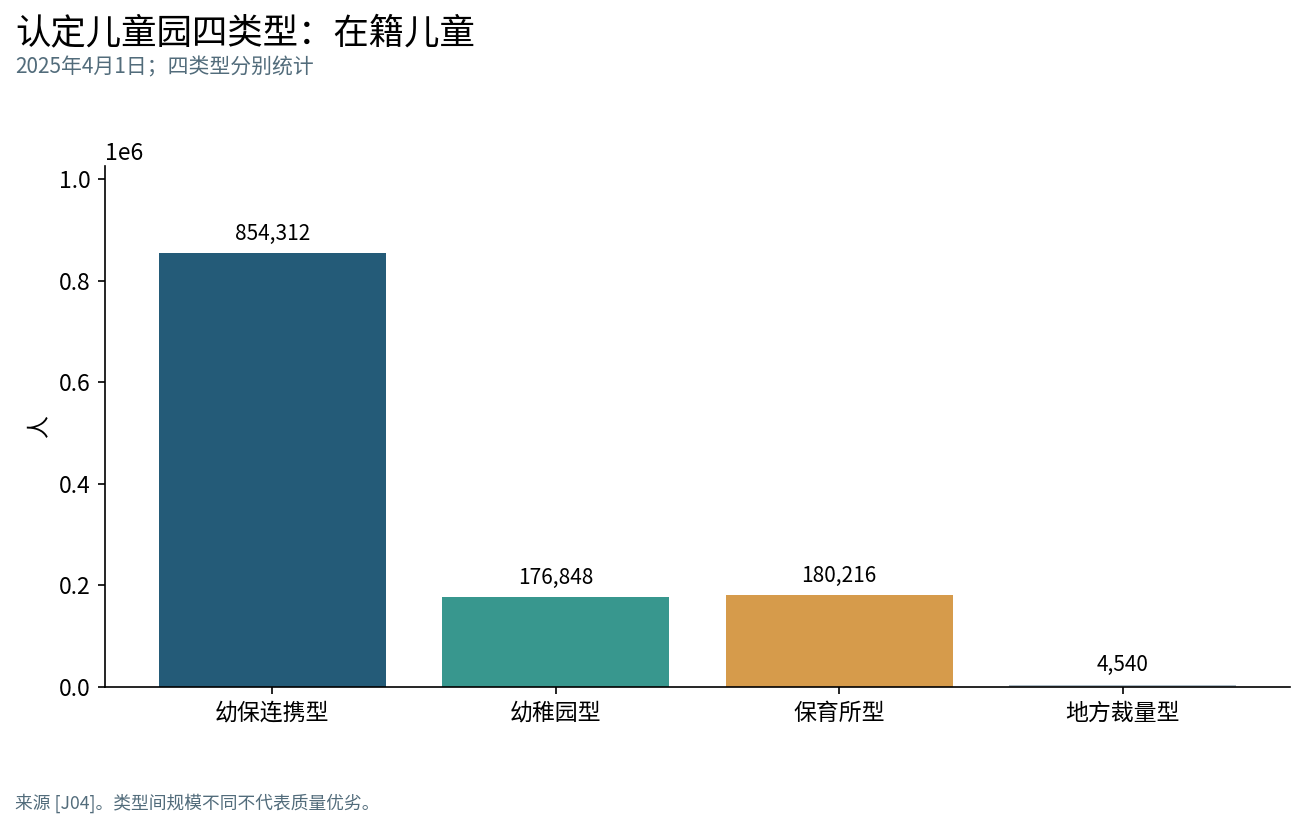 认定儿童园四类型：在籍儿童
2025年4月1日；四类型分别统计
1e6
1.0
0.8
0.6
0.4
0.2
0.0
人
854,312
176,848
180,216
4,540
幼保连携型
幼稚园型
保育所型
地方裁量型
来源 [J04]。类型间规模不同不代表质量优劣。